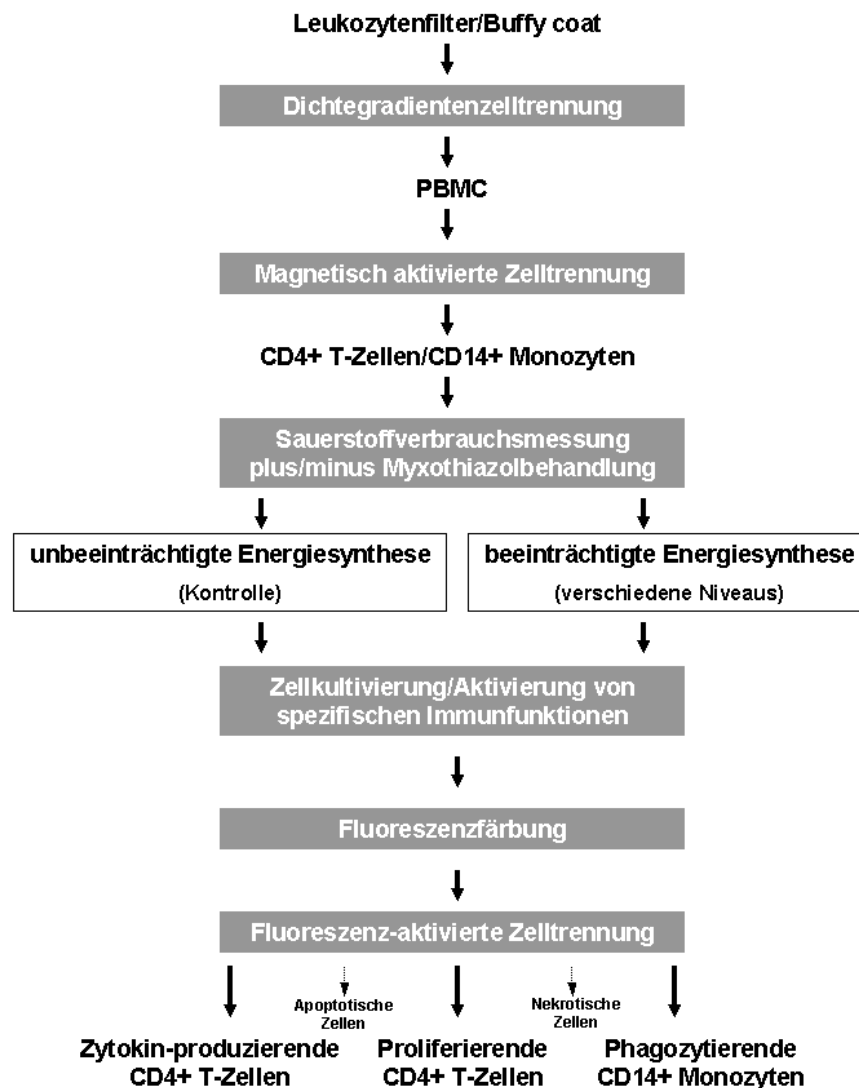 Leukozytenfilter/Buffy coat
Dichtegradientenzelltrennung
PBMC
Magnetisch aktivierte Zelltrennung
CD4+ T-Zellen/CD14+ Monozyten
Sauerstoffverbrauchsmessung
plus/minus Myxothiazolbehandlung
unbeeinträchtigte Energiesynthese
(Kontrolle)
beeinträchtigte Energiesynthese
(verschiedene Niveaus)
Zellkultivierung/Aktivierung von
spezifischen Immunfunktionen
Fluoreszenzfärbung
Fluoreszenz-aktivierte Zelltrennung
Apoptotische
Zellen
Nekrotische
Zellen
Zytokin-produzierende
CD4+ T-Zellen
Proliferierende
CD4+ T-Zellen
Phagozytierende
CD14+ Monozyten